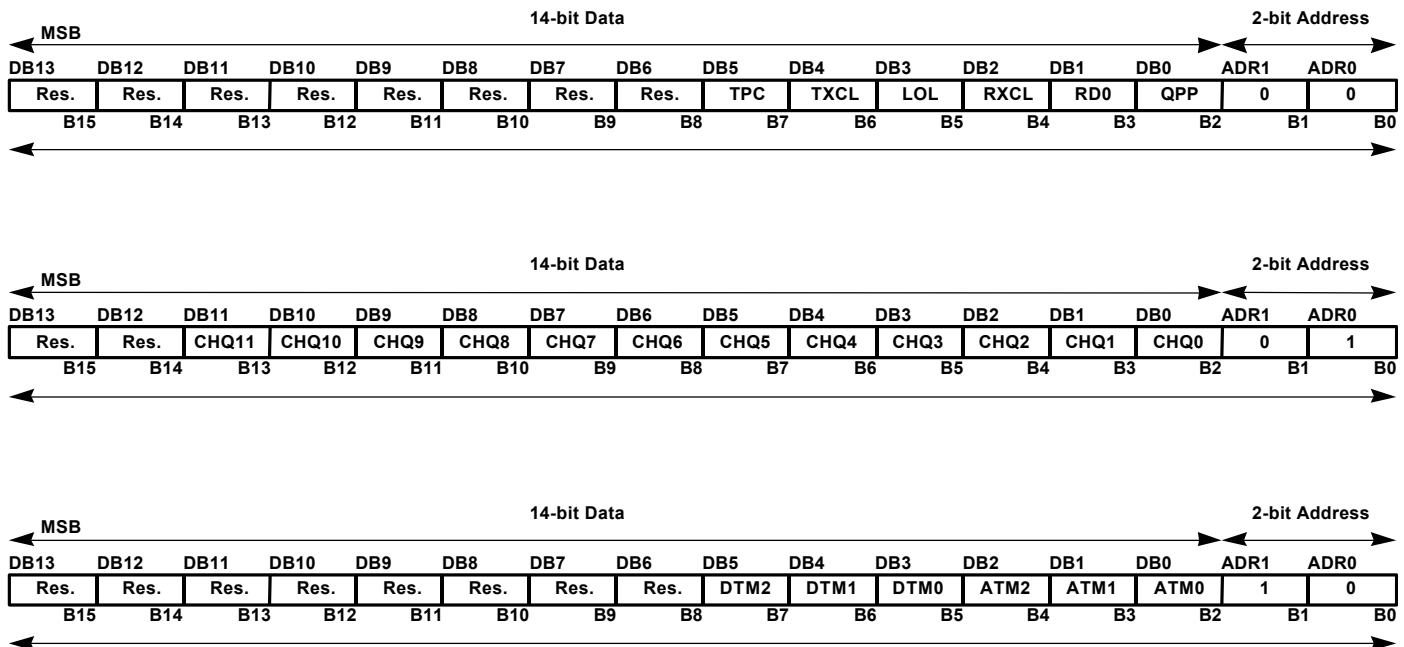 14-bit Data 2-bit Address
MSB
DB13 DB12 DB11 DB10 DB9 DB8 DB7 DB6 DB5 DB4 DB3 DB2 DB1 DB0 ADR1 ADR0
Res. Res. Res. Res. Res. Res. Res. Res. TPC TXCL LOL RXCL RD0 QPP 0 0
B15 B14 B13 B12 B11 B10 B9 B8 B7 B6 B5 B4 B3 B2 B1 B0
14-bit Data 2-bit Address
MSB
DB13 DB12 DB11 DB10 DB9 DB8 DB7 DB6 DB5 DB4 DB3 DB2 DB1 DB0 ADR1 ADR0
Res. Res. CHQ11 CHQ10 CHQ9 CHQ8 CHQ7 CHQ6 CHQ5 CHQ4 CHQ3 CHQ2 CHQ1 CHQ0 0 1
B15 B14 B13 B12 B11 B10 B9 B8 B7 B6 B5 B4 B3 B2 B1 B0
14-bit Data 2-bit Address
MSB
DB13 DB12 DB11 DB10 DB9 DB8 DB7 DB6 DB5 DB4 DB3 DB2 DB1 DB0 ADR1 ADR0
Res. Res. Res. Res. Res. Res. Res. Res. DTM2 DTM1 DTM0 ATM2 ATM1 ATM0 1 0
B15 B14 B13 B12 B11 B10 B9 B8 B7 B6 B5 B4 B3 B2 B1 B0